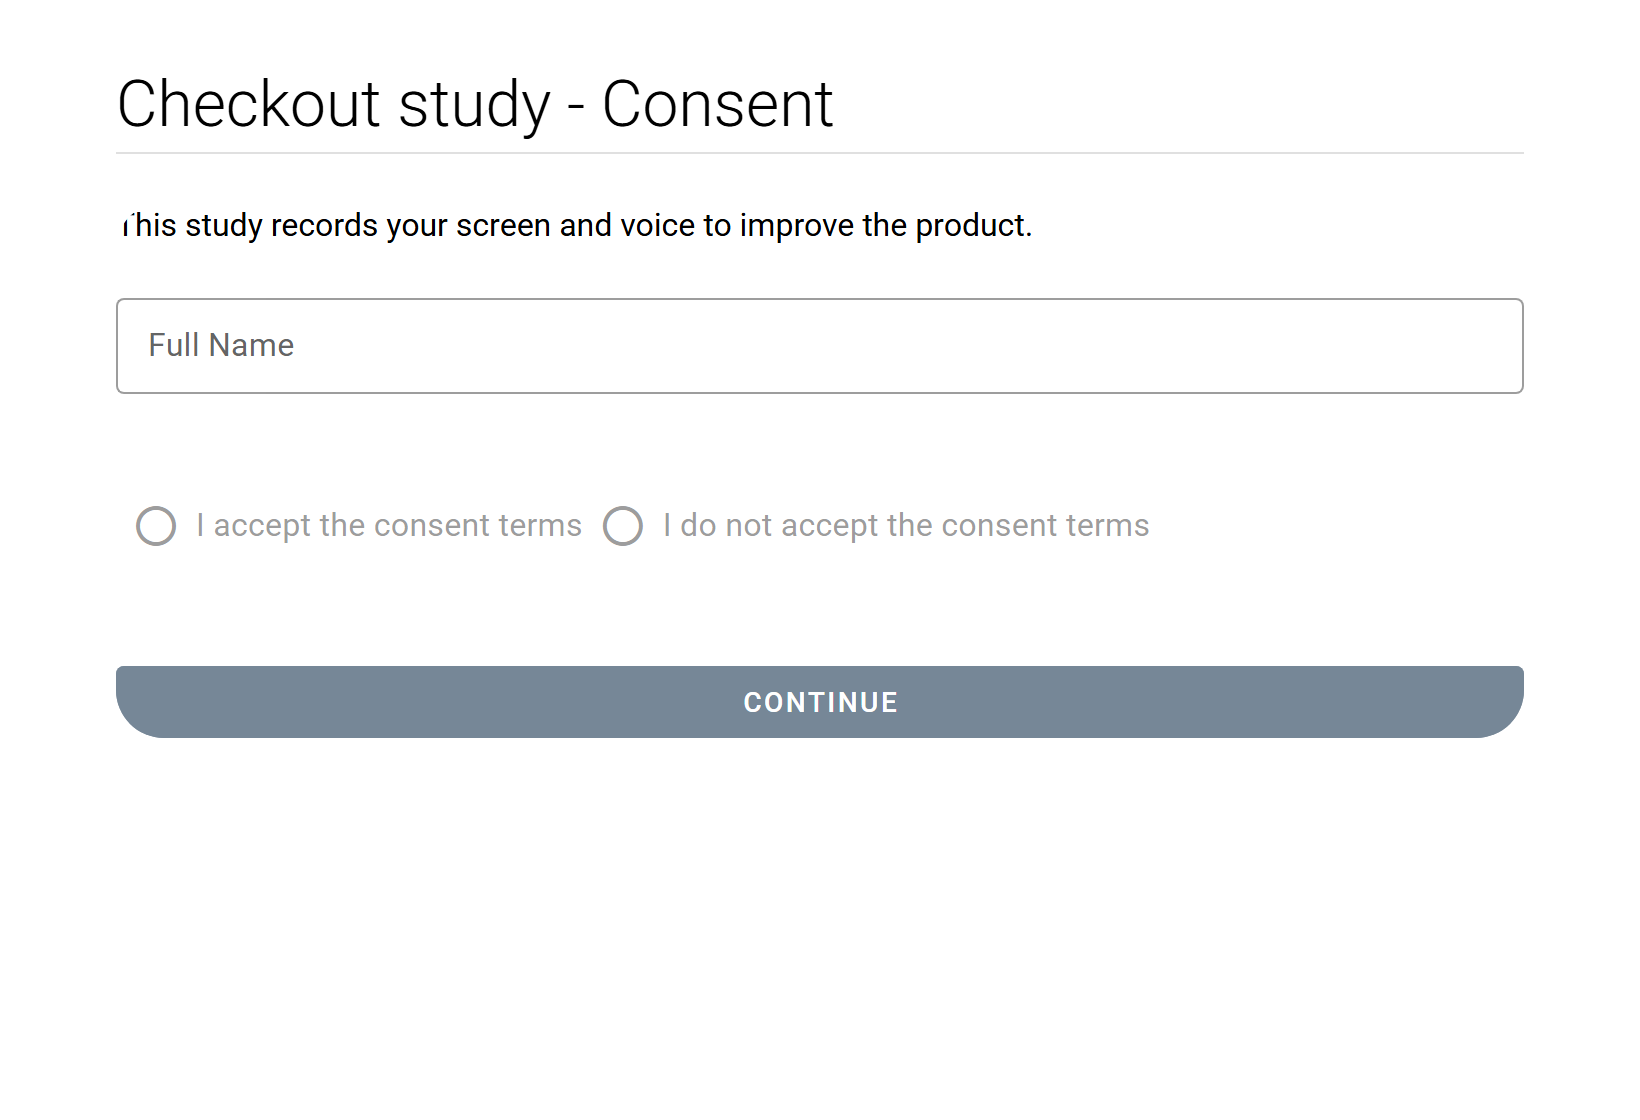 Checkout study - Consent
This study records your screen and voice to improve the product.
Full Name
I accept the consent terms
I do not accept the consent terms
CONTINUE